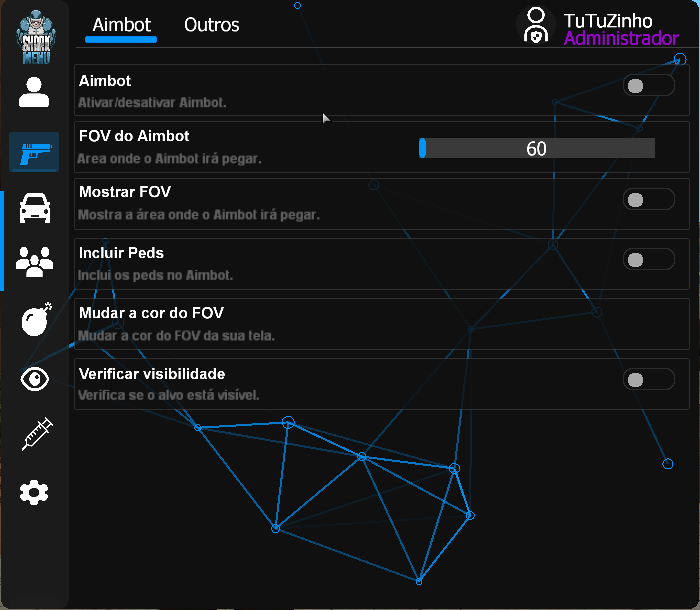 Aimbot Outros
TuTuZinho
Administrador
SHARK
MENU
Aimbot
Ativar/desativar Aimbot.
FOV do Aimbot
Area onde o Aimbot irá pegar.
60
Mostrar FOV
Mostra a área onde o Aimbot irá pegar.
Incluir Peds
Inclui os peds no Aimbot.
Mudar a cor do FOV
Mudar a cor do FOV da sua tela.
Verificar visibilidade
Verifica se o alvo está visível.